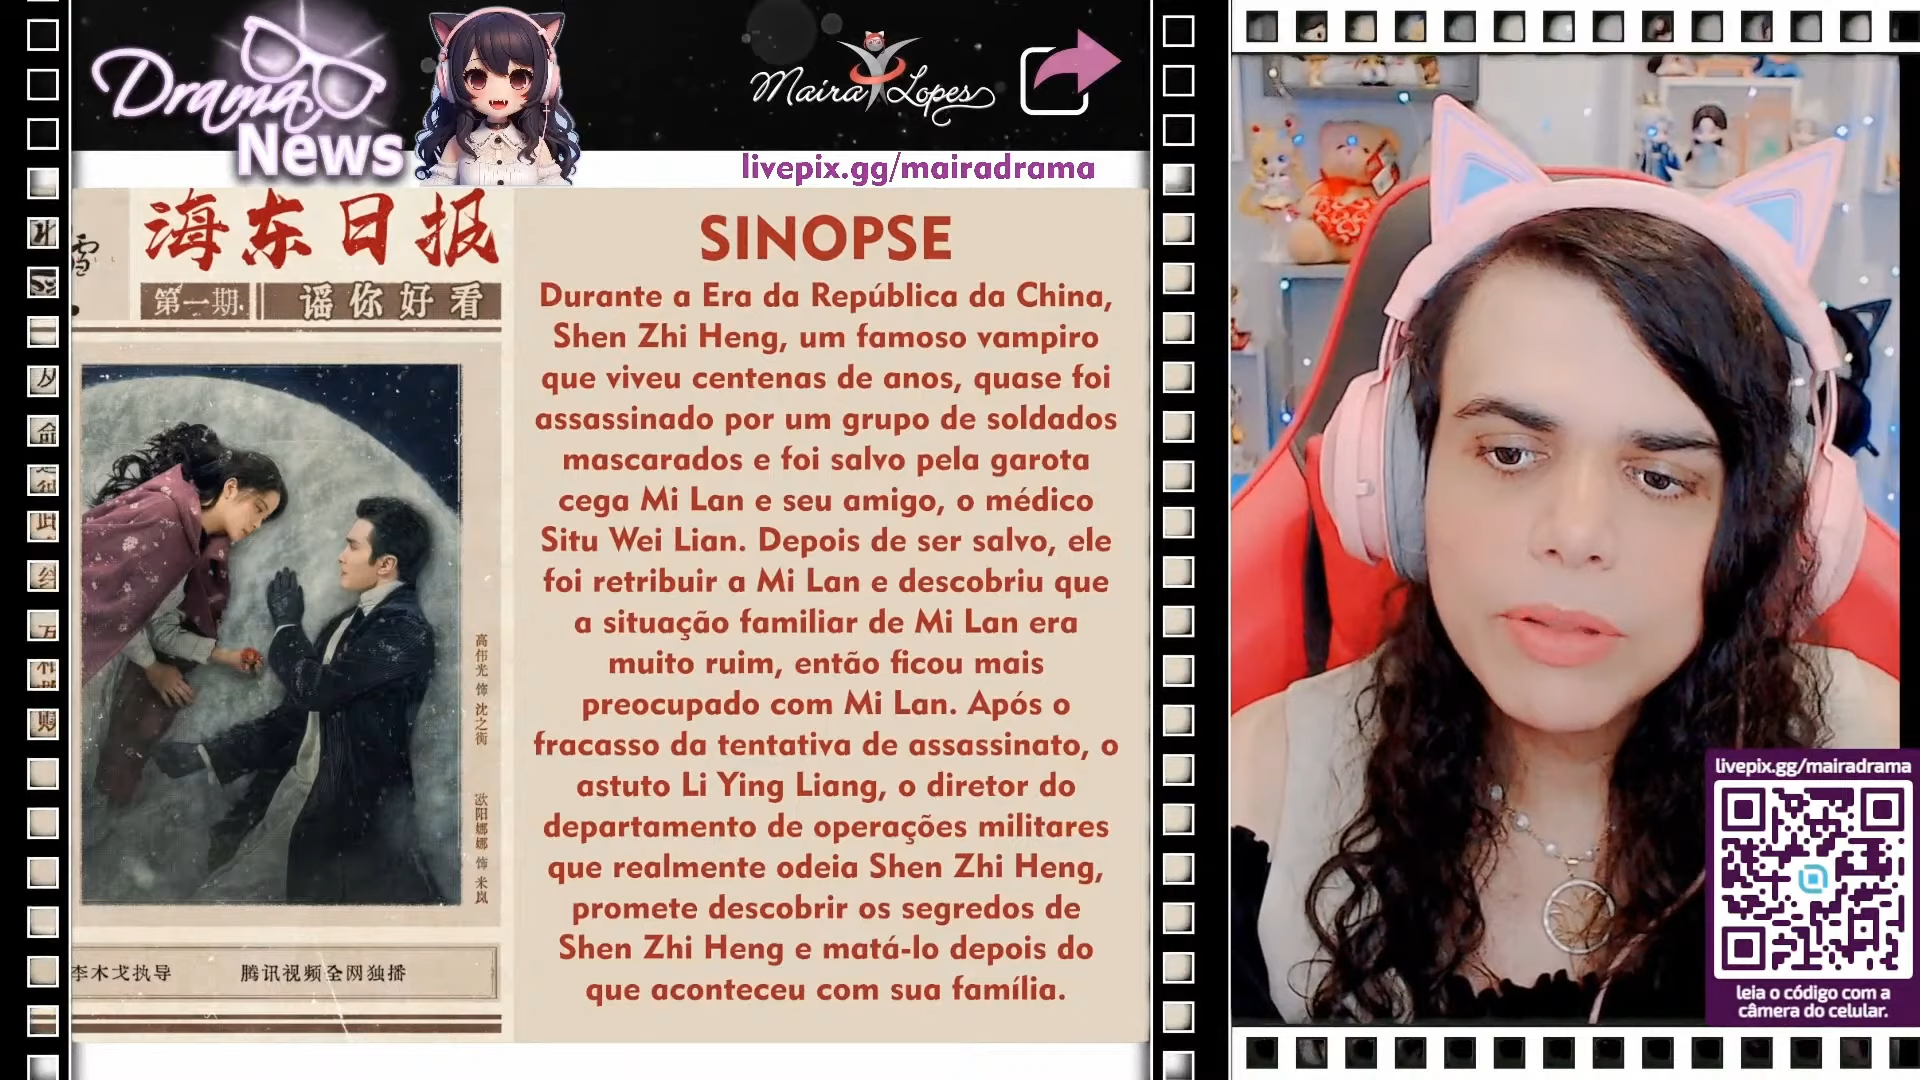 Drama
News
Maira Lopes
livepix.gg/mairadrama
海东日报
第一期
谣你好看
高伟光 饰 沈之衡
欧阳娜娜 饰 米岚
李木戈执导
腾讯视频全网独播
SINOPSE
Durante a Era da República da China,
Shen Zhi Heng, um famoso vampiro
que viveu centenas de anos, quase foi
assassinado por um grupo de soldados
mascarados e foi salvo pela garota
cega Mi Lan e seu amigo, o médico
Situ Wei Lian. Depois de ser salvo, ele
foi retribuir a Mi Lan e descobriu que
a situação familiar de Mi Lan era
muito ruim, então ficou mais
preocupado com Mi Lan. Após o
fracasso da tentativa de assassinato, o
astuto Li Ying Liang, o diretor do
departamento de operações militares
que realmente odeia Shen Zhi Heng,
promete descobrir os segredos de
Shen Zhi Heng e matá-lo depois do
que aconteceu com sua família.
livepix.gg/mairadrama
leia o código com a
câmera do celular.